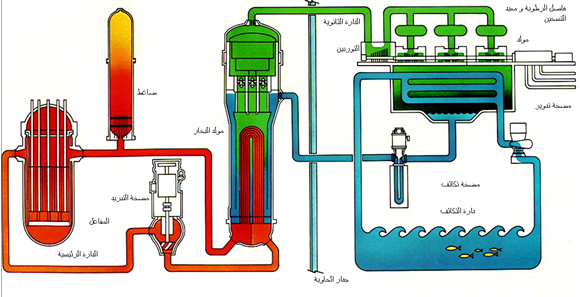 فاصل الرطوبة و معيد
التسخين
الدارة الثانوية
مولد
التوربين
ضاغط
مضخة تدوير
مولد البخار
مضخة تكاثف
مضخة التبريد
دارة التكاثف
المفاعل
الدارة الرئيسية
جدار الحاوية